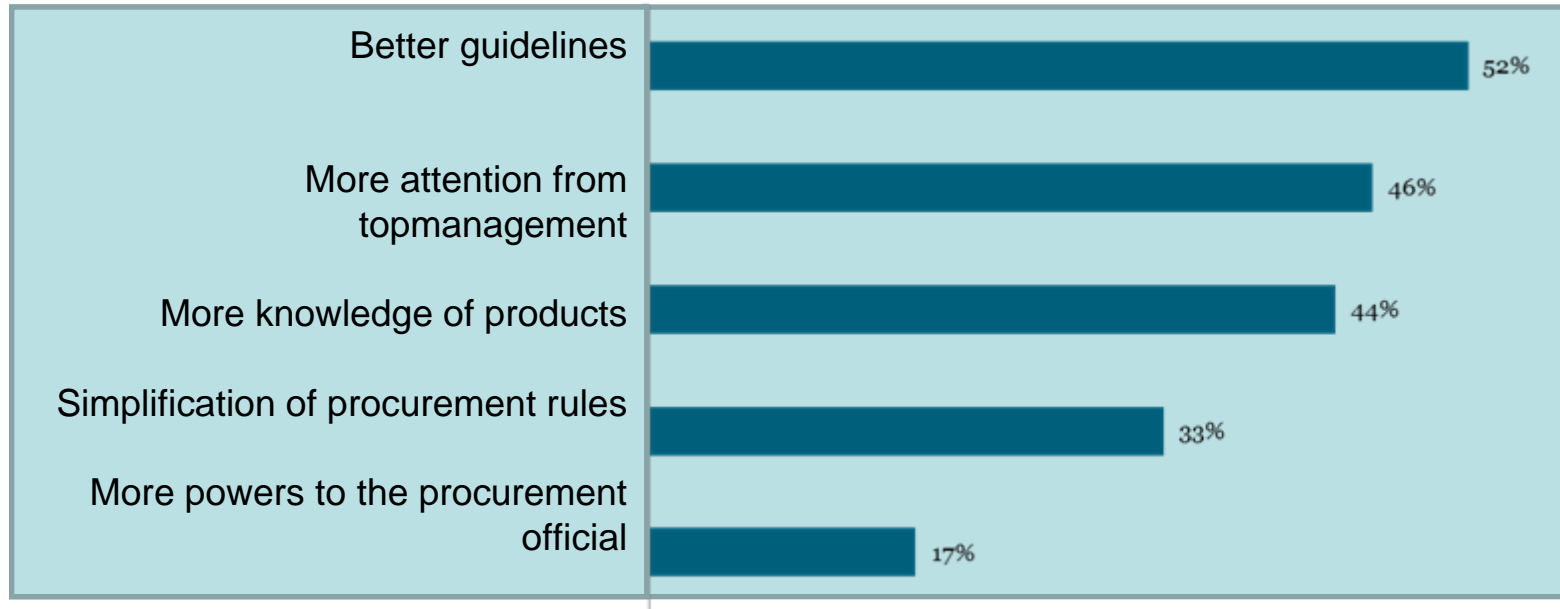 Better guidelines
52%
More attention from
topmanagement
46%
More knowledge of products
44%
Simplification of procurement rules
33%
More powers to the procurement
official
17%